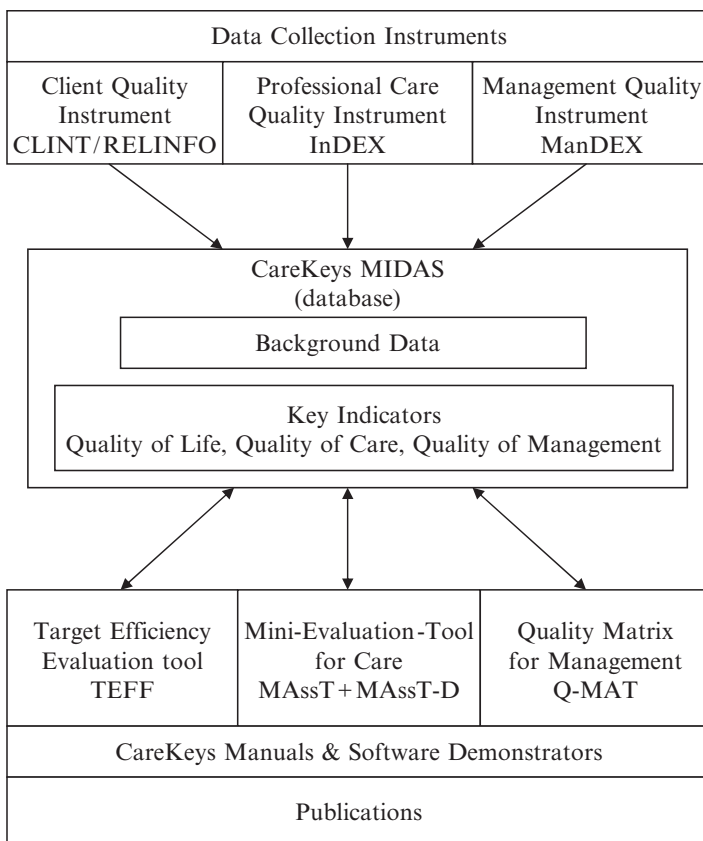 Data Collection Instruments
Client Quality
Instrument
CLINT/RELINFO
Professional Care
Quality Instrument
InDEX
Management Quality
Instrument
ManDEX
CareKeys MIDAS
(database)
Background Data
Key Indicators
Quality of Life, Quality of Care, Quality of Management
Target Efficiency
Evaluation tool
TEFF
Mini-Evaluation-Tool
for Care
MAssT+MAssT-D
Quality Matrix
for Management
Q-MAT
CareKeys Manuals & Software Demonstrators
Publications